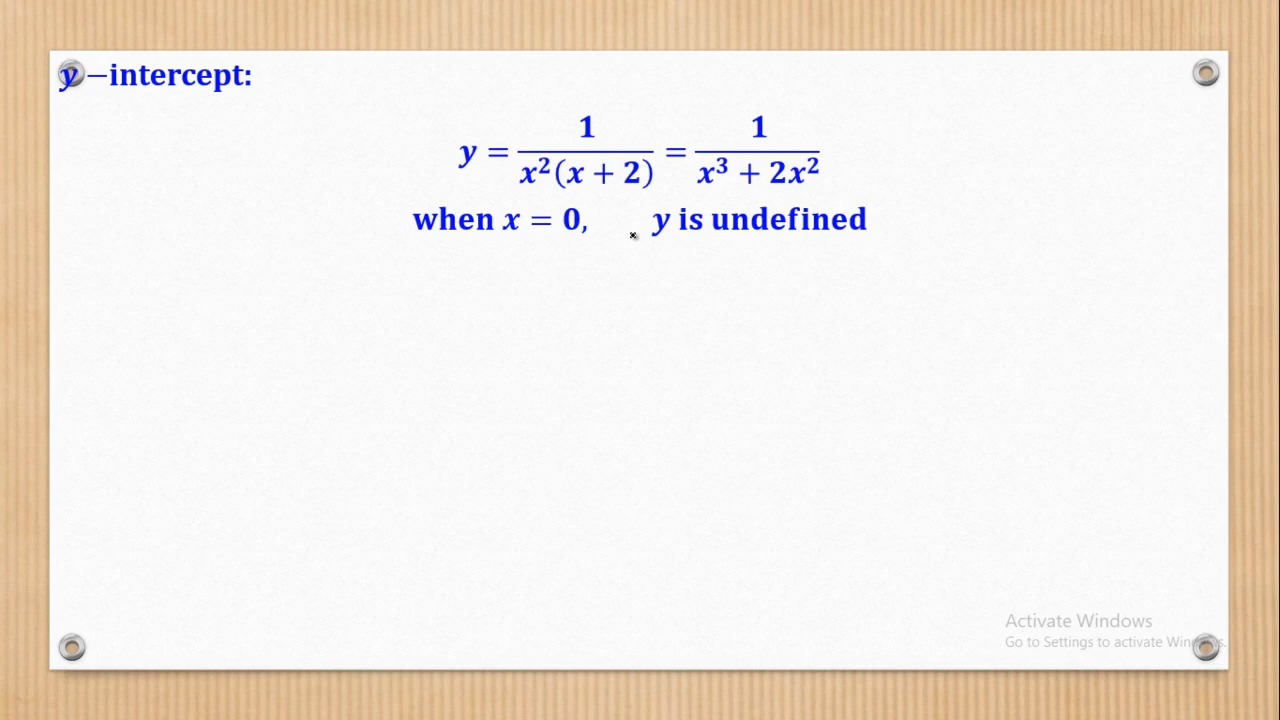 y −intercept:
y = 1/(x²(x + 2)) = 1/(x³ + 2x²)
when x = 0, y is undefined
Activate Windows
Go to Settings to activate Windows.